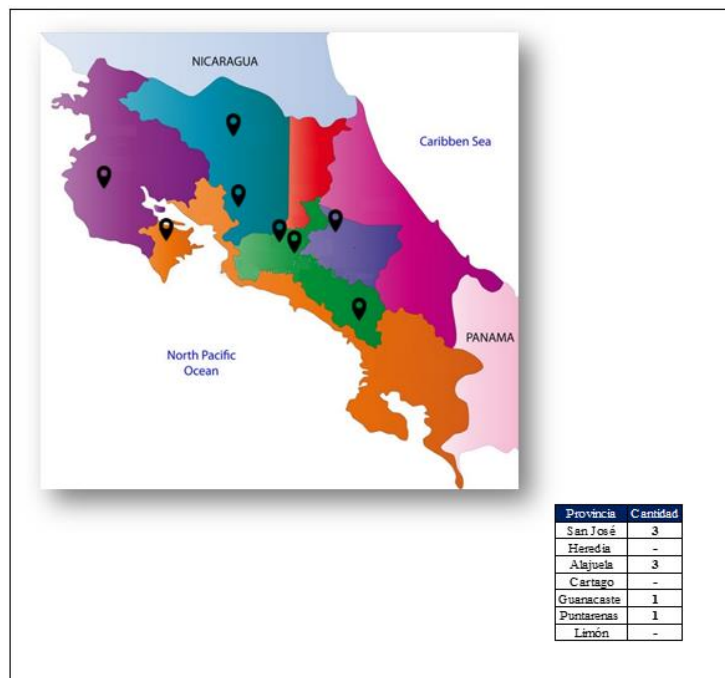 NICARAGUA
Caribben Sea
PANAMA
North Pacific
Ocean
Provincia Cantidad
San José 3
Heredia -
Alajuela 3
Cartago -
Guanacaste 1
Puntarenas 1
Limón -